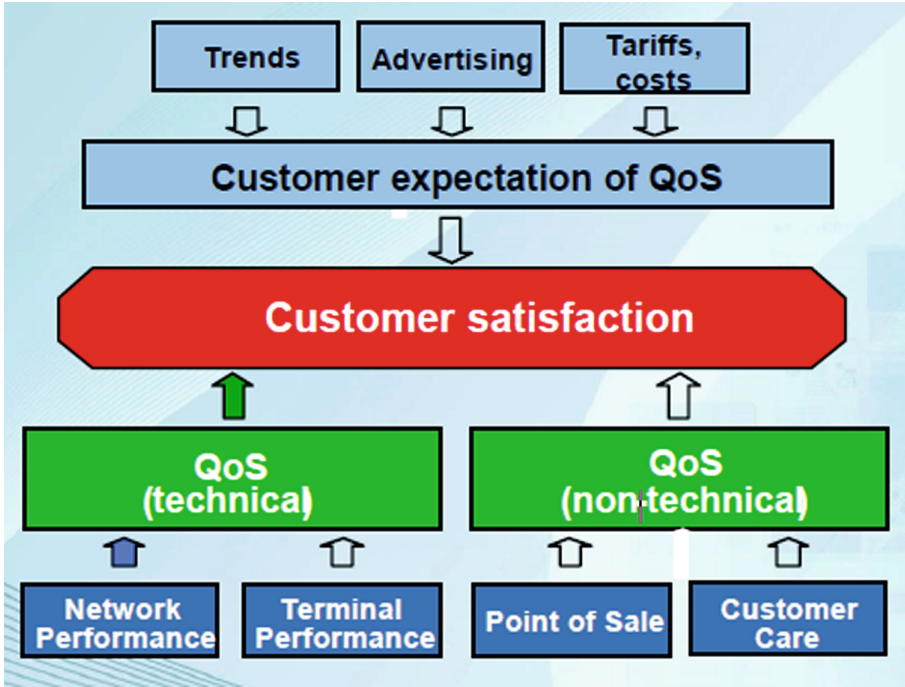 Trends
Advertising
Tariffs,
costs
Customer expectation of QoS
Customer satisfaction
QoS
(technical)
QoS
(non-technical)
Network
Performance
Terminal
Performance
Point of Sale
Customer
Care